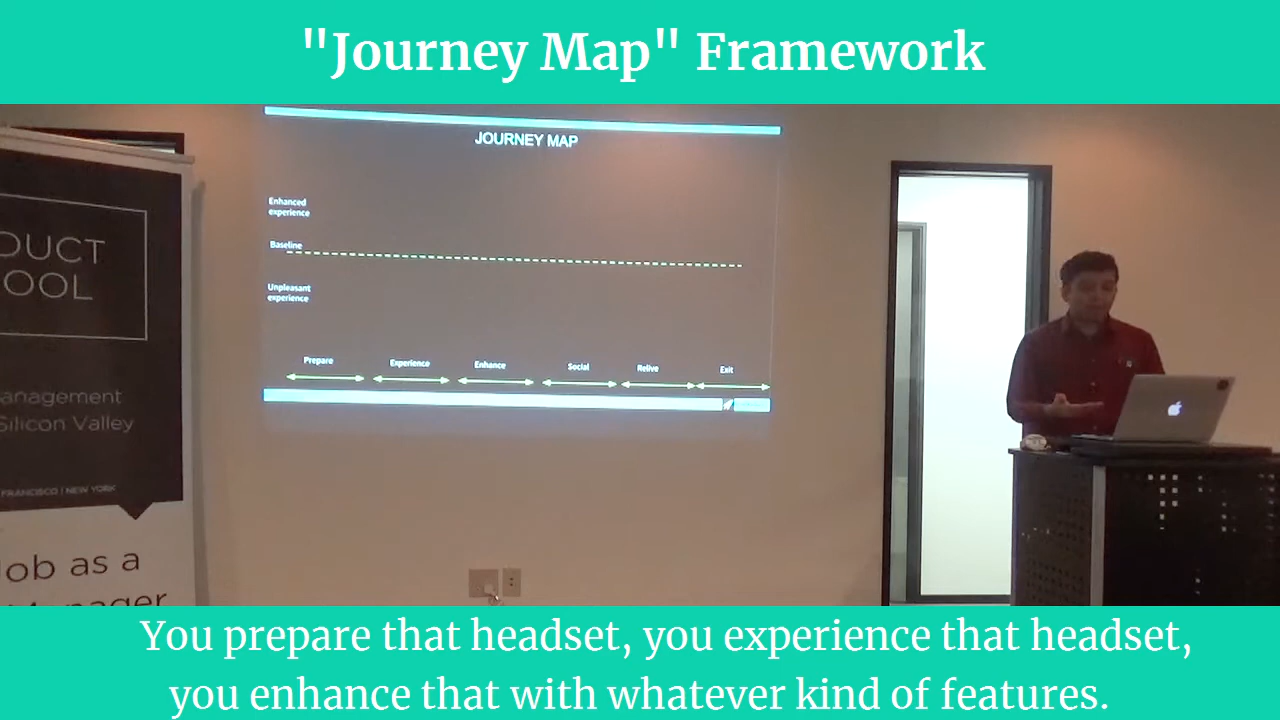 "Journey Map" Framework
JOURNEY MAP
Enhanced
experience
Baseline
Unpleasant
experience
Prepare
Experience
Enhance
Social
Relive
Exit
DUCT
OOL
anagement
Silicon Valley
FRANCISCO | NEW YORK
Job as a
Manager
You prepare that headset, you experience that headset,
you enhance that with whatever kind of features.